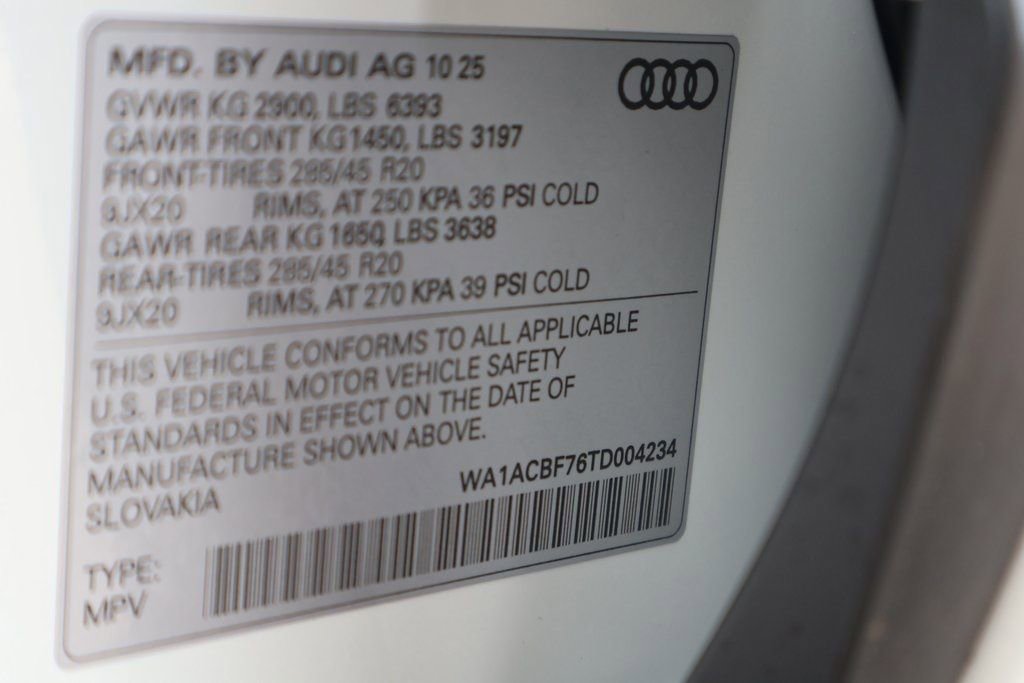 MFD. BY AUDI AG 10 25
GVWR KG 2900, LBS 6393
GAWR FRONT KG1450, LBS 3197
FRONT-TIRES 285/45 R20
9JX20 RIMS, AT 250 KPA 36 PSI COLD
GAWR REAR KG1650, LBS 3638
REAR-TIRES 285/45 R20
9JX20 RIMS, AT 270 KPA 39 PSI COLD
THIS VEHICLE CONFORMS TO ALL APPLICABLE
U.S. FEDERAL MOTOR VEHICLE SAFETY
STANDARDS IN EFFECT ON THE DATE OF
MANUFACTURE SHOWN ABOVE.
WA1ACBF76TD004234
SLOVAKIA
TYPE:
MPV